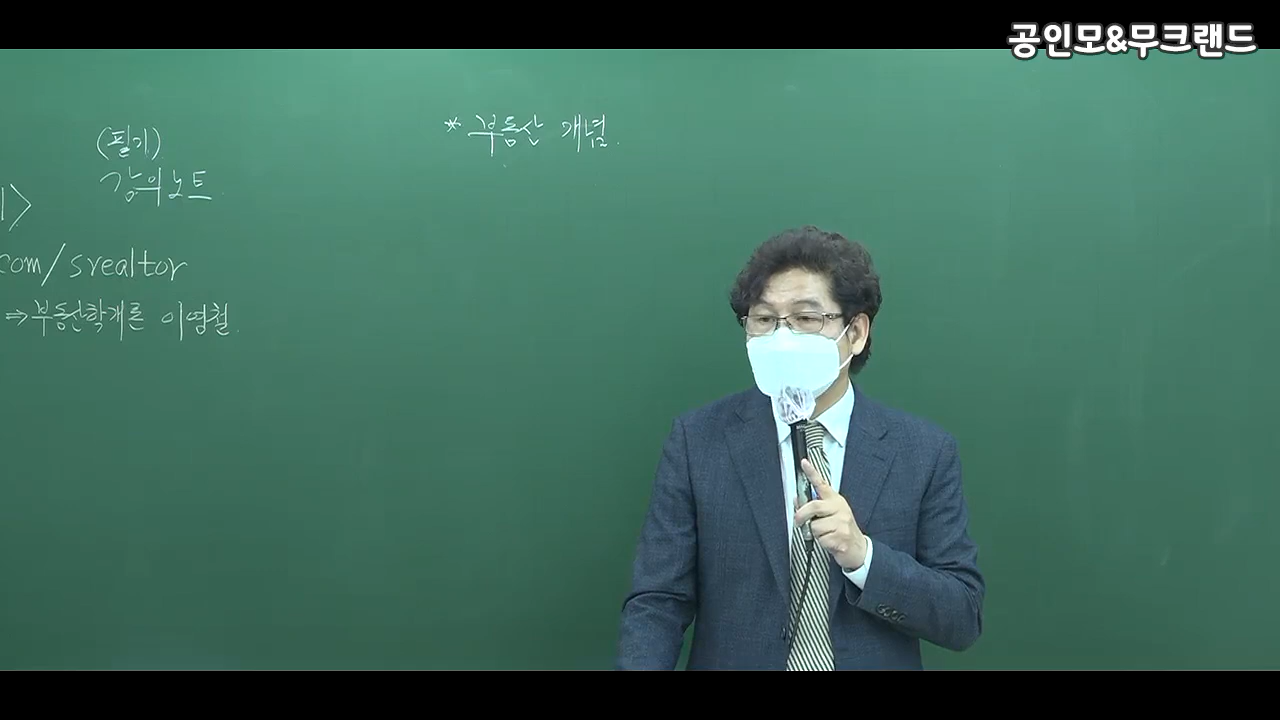 공인모&무크랜드
(필기)
강의노트
com/srealtor
⇒부동산학개론 이영철.
* 부동산 개념.